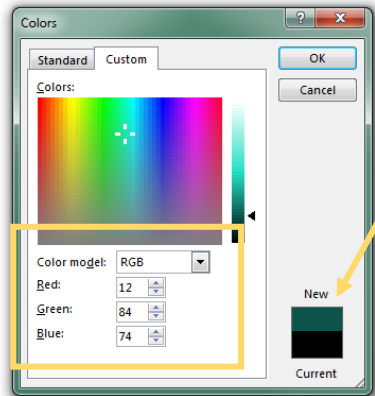 Colors
Standard Custom
OK
Cancel
Colors:
Color model: RGB
Red: 12
Green: 84
Blue: 74
New
Current